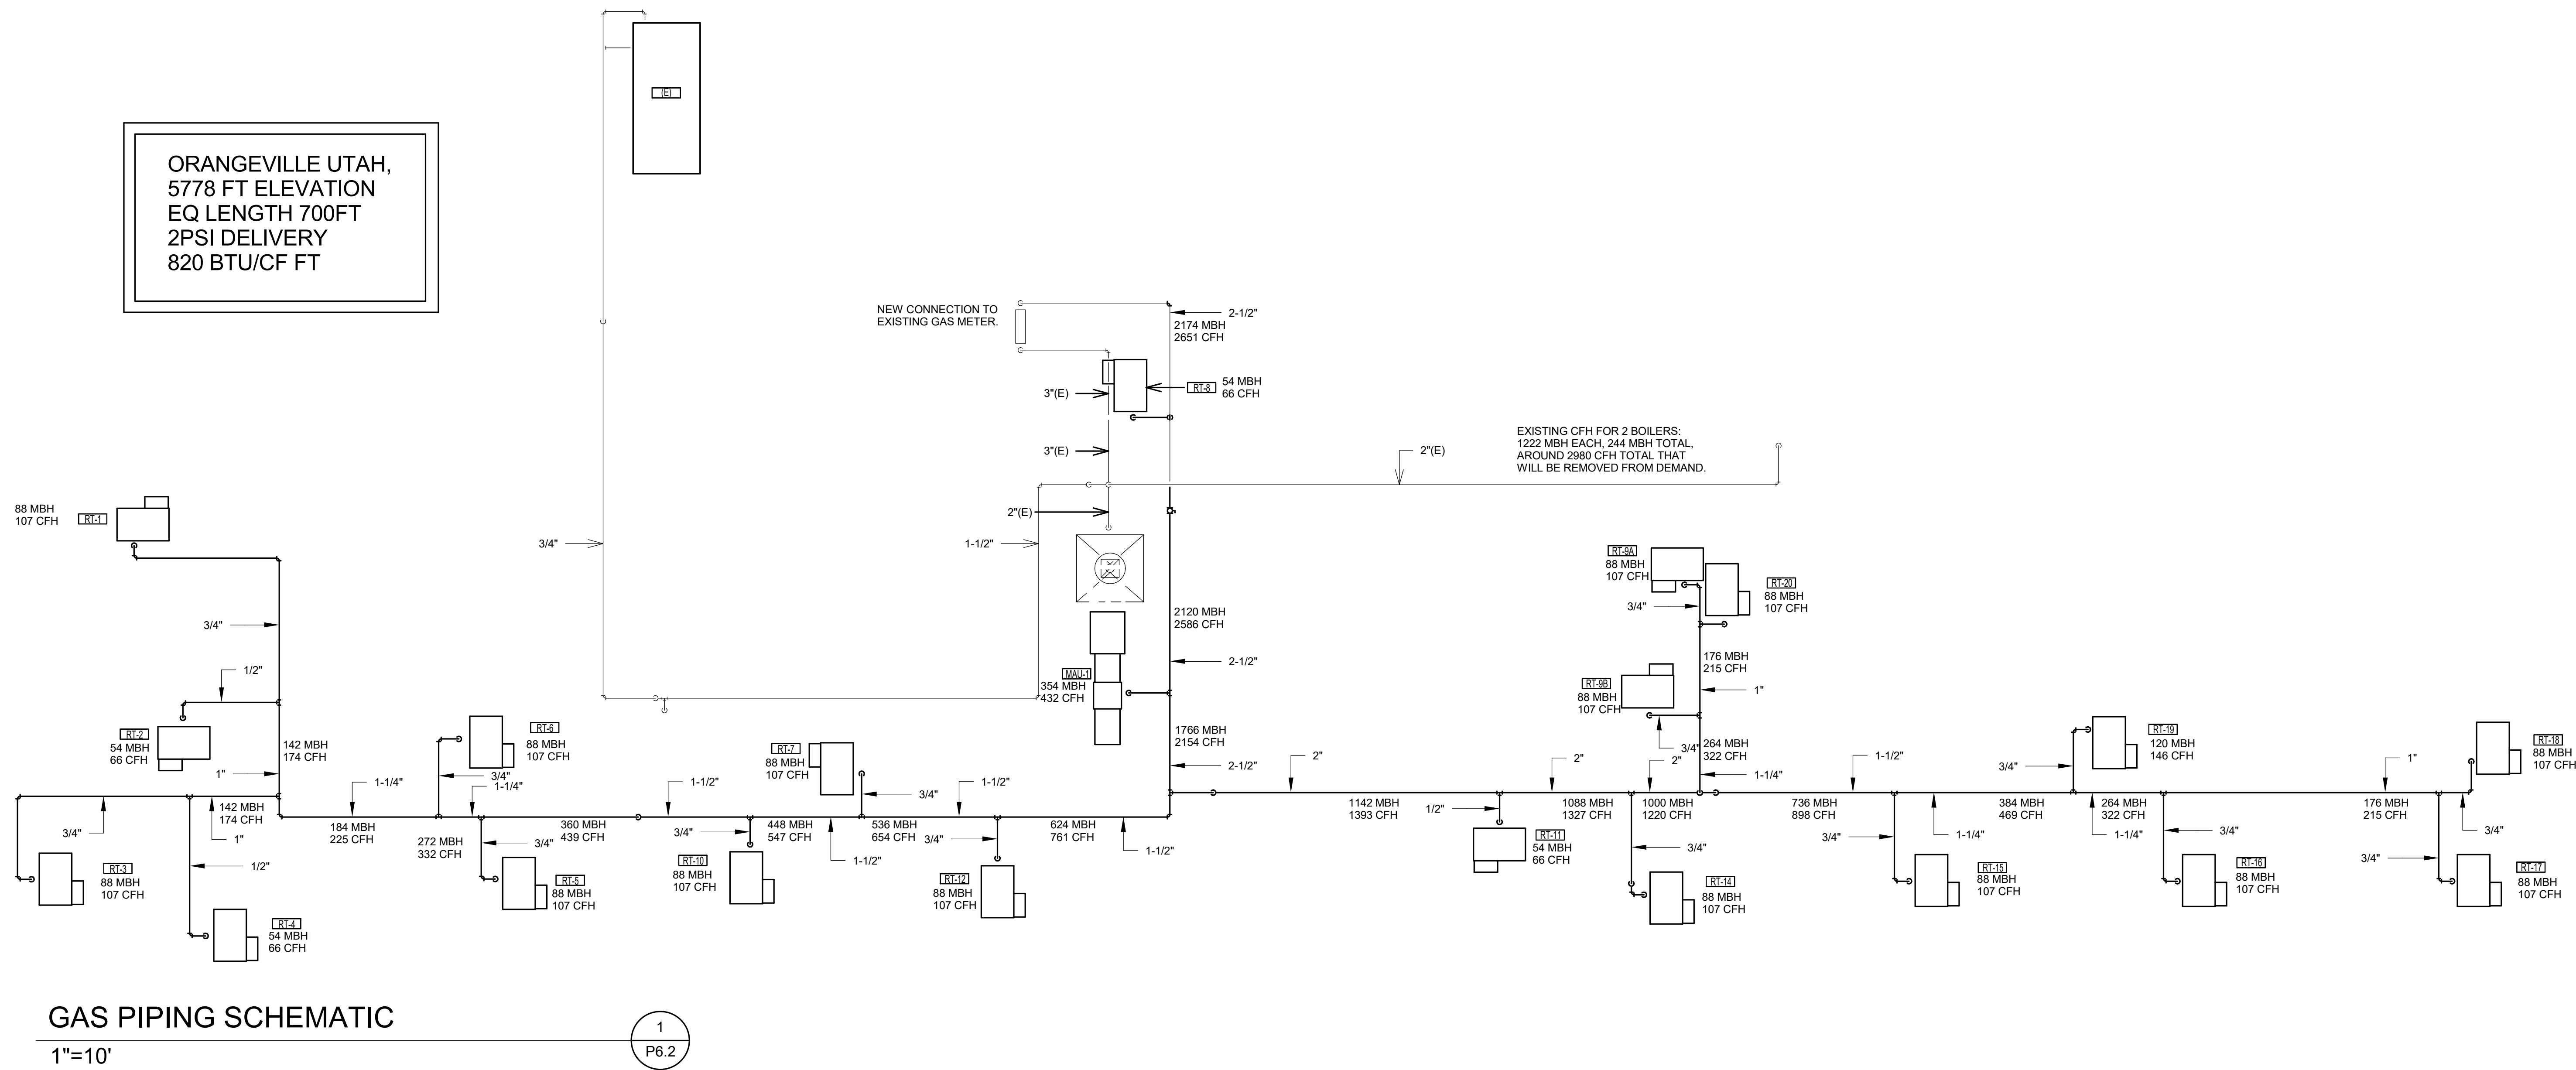 (E)
ORANGEVILLE UTAH,
5778 FT ELEVATION
EQ LENGTH 700FT
2PSI DELIVERY
820 BTU/CF FT
NEW CONNECTION TO
EXISTING GAS METER.
2-1/2"
2174 MBH
2651 CFH
RT-8
54 MBH
66 CFH
3"(E)
3"(E)
2"(E)
2"(E)
EXISTING CFH FOR 2 BOILERS:
1222 MBH EACH, 244 MBH TOTAL,
AROUND 2980 CFH TOTAL THAT
WILL BE REMOVED FROM DEMAND.
88 MBH
107 CFH
RT-1
3/4"
1-1/2"
3/4"
1/2"
RT-2
54 MBH
66 CFH
142 MBH
174 CFH
1"
142 MBH
174 CFH
3/4"
1"
1/2"
RT-3
88 MBH
107 CFH
RT-4
54 MBH
66 CFH
1-1/4"
184 MBH
225 CFH
RT-6
88 MBH
107 CFH
3/4"
1-1/4"
272 MBH
332 CFH
3/4"
RT-5
88 MBH
107 CFH
360 MBH
439 CFH
1-1/2"
3/4"
RT-10
88 MBH
107 CFH
448 MBH
547 CFH
1-1/2"
RT-7
88 MBH
107 CFH
3/4"
536 MBH
654 CFH
1-1/2"
3/4"
RT-12
88 MBH
107 CFH
624 MBH
761 CFH
1-1/2"
MAU-1
354 MBH
432 CFH
2120 MBH
2586 CFH
2-1/2"
1766 MBH
2154 CFH
2-1/2"
2"
1142 MBH
1393 CFH
1/2"
RT-11
54 MBH
66 CFH
2"
1088 MBH
1327 CFH
3/4"
RT-14
88 MBH
107 CFH
2"
1000 MBH
1220 CFH
RT-9A
88 MBH
107 CFH
3/4"
RT-20
88 MBH
107 CFH
176 MBH
215 CFH
1"
RT-9B
88 MBH
107 CFH
3/4"
264 MBH
322 CFH
1-1/4"
736 MBH
898 CFH
1-1/2"
3/4"
RT-15
88 MBH
107 CFH
1-1/4"
384 MBH
469 CFH
3/4"
RT-19
120 MBH
146 CFH
264 MBH
322 CFH
1-1/4"
3/4"
RT-16
88 MBH
107 CFH
1"
176 MBH
215 CFH
3/4"
RT-17
88 MBH
107 CFH
3/4"
RT-18
88 MBH
107 CFH
GAS PIPING SCHEMATIC
1"=10'
1
P6.2